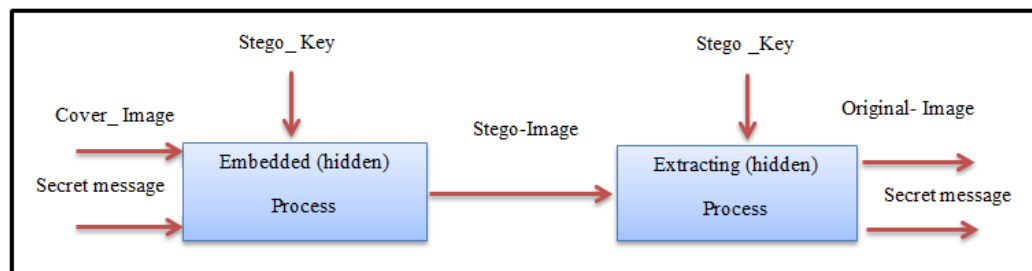 Stego_ Key
Stego _Key
Cover_ Image
Original- Image
Stego-Image
Embedded (hidden)
Process
Extracting (hidden)
Process
Secret message
Secret message